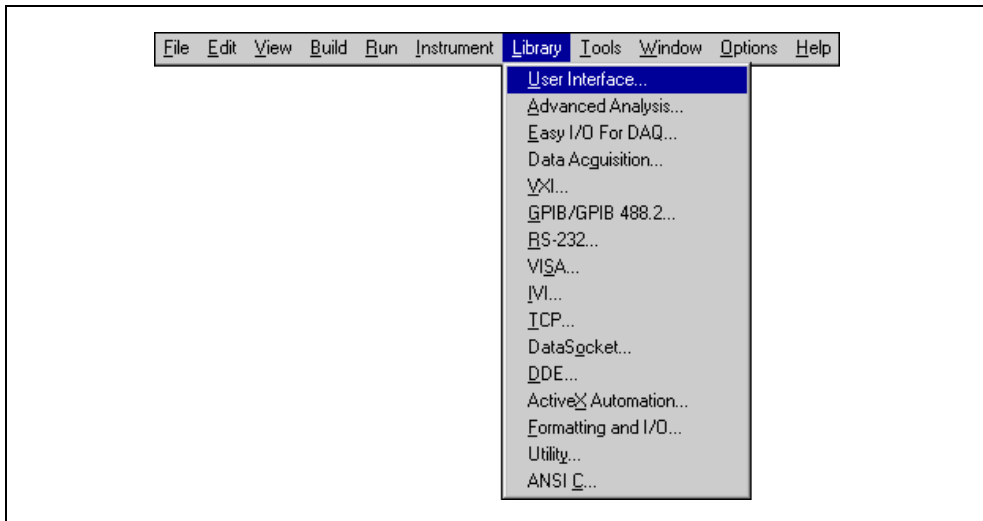 File Edit View Build Run Instrument Library Tools Window Options Help
User Interface...
Advanced Analysis...
Easy I/O For DAQ...
Data Acquisition...
VXI...
GPIB/GPIB 488.2...
RS-232...
VISA...
IVI...
TCP...
DataSocket...
DDE...
ActiveX Automation...
Formatting and I/O...
Utility...
ANSI C...